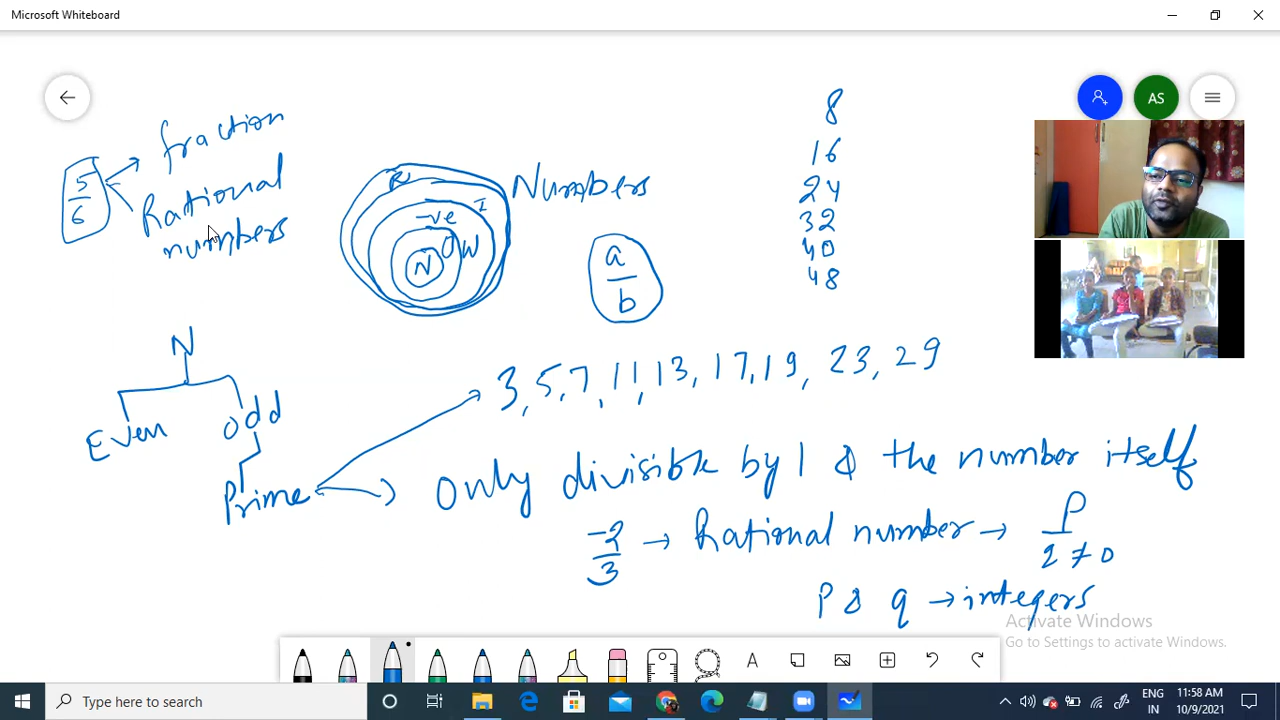 Microsoft Whiteboard
AS
8
16
24
32
40
48
5
6
fraction
Rational
numbers
R
I
-ve
0
W
N
Numbers
a
b
N
Even
Odd
Prime
3, 5, 7, 11, 13, 17, 19, 23, 29
Only divisible by 1 & the number itself
-2
3
→ Rational number →
P
2 ≠ 0
P & q → integers
Activate Windows
Go to Settings to activate Windows.
A
Type here to search
ENG
IN
11:58 AM
10/9/2021